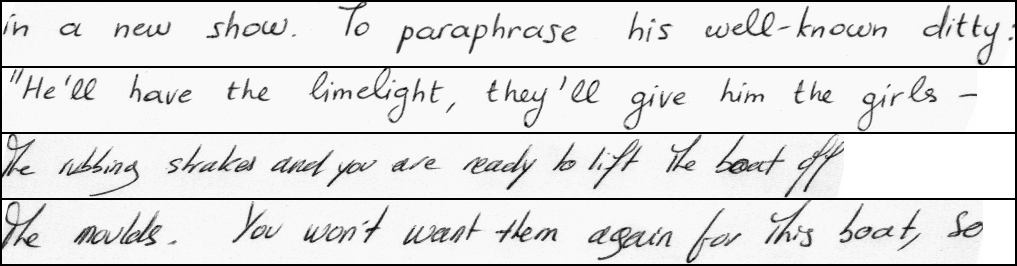 in a new show. To paraphrase his well-known ditty:
"He'll have the limelight, they'll give him the girls -
the rubbing strakes and you are ready to lift the boat off
the moulds. You won't want them again for this boat, so